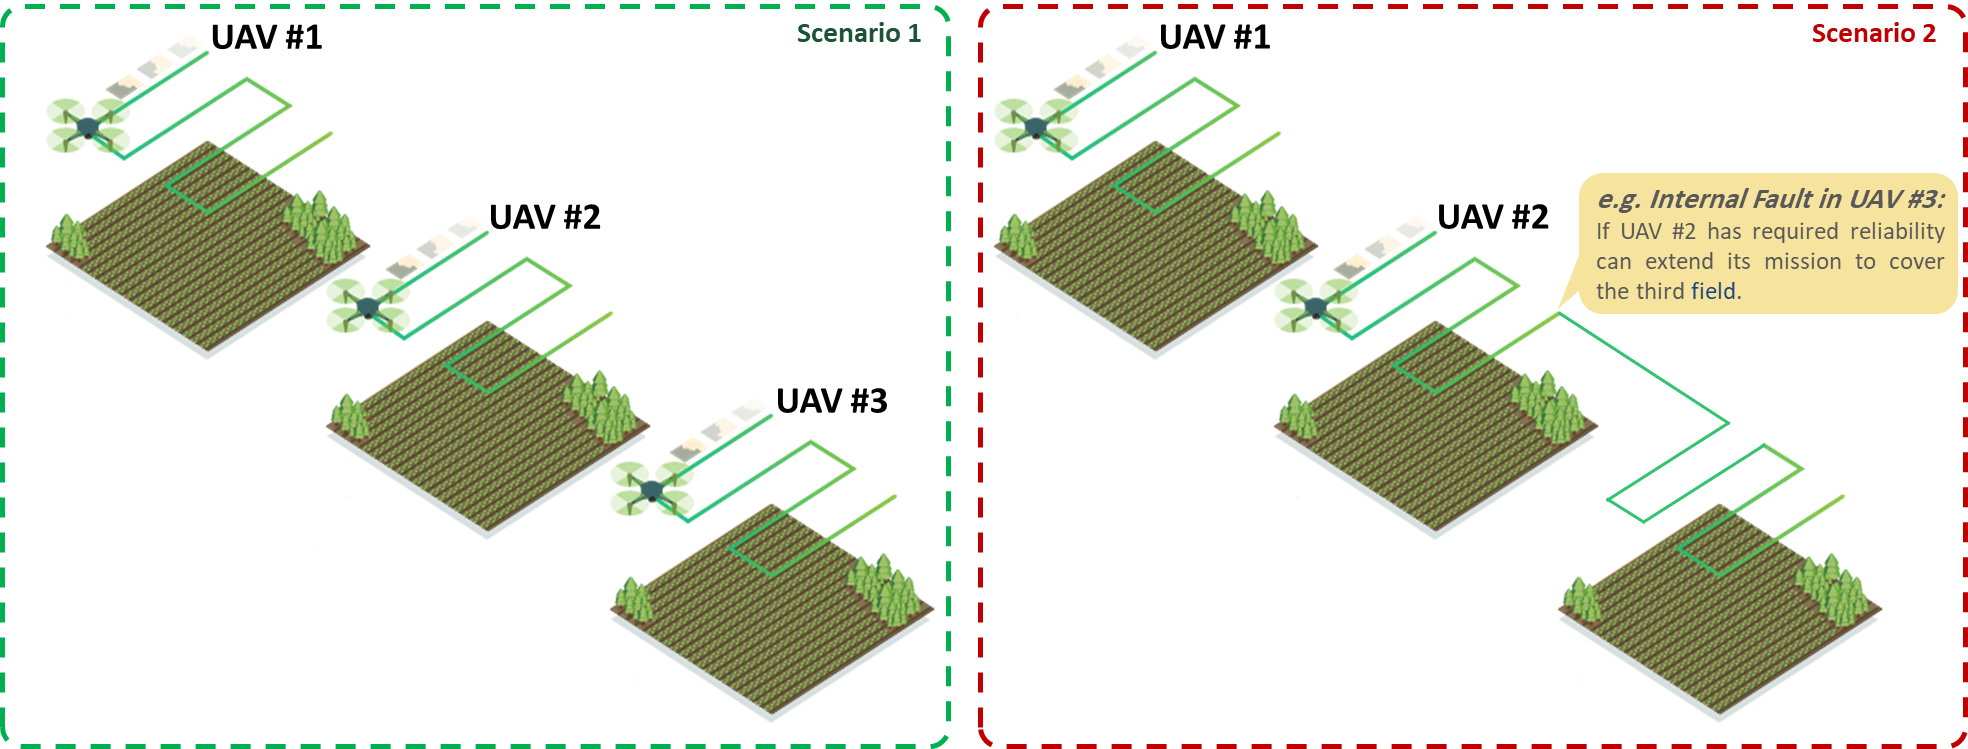 Scenario 1
UAV #1
UAV #2
UAV #3
Scenario 2
UAV #1
UAV #2
e.g. Internal Fault in UAV #3:
If UAV #2 has required reliability
can extend its mission to cover
the third field.